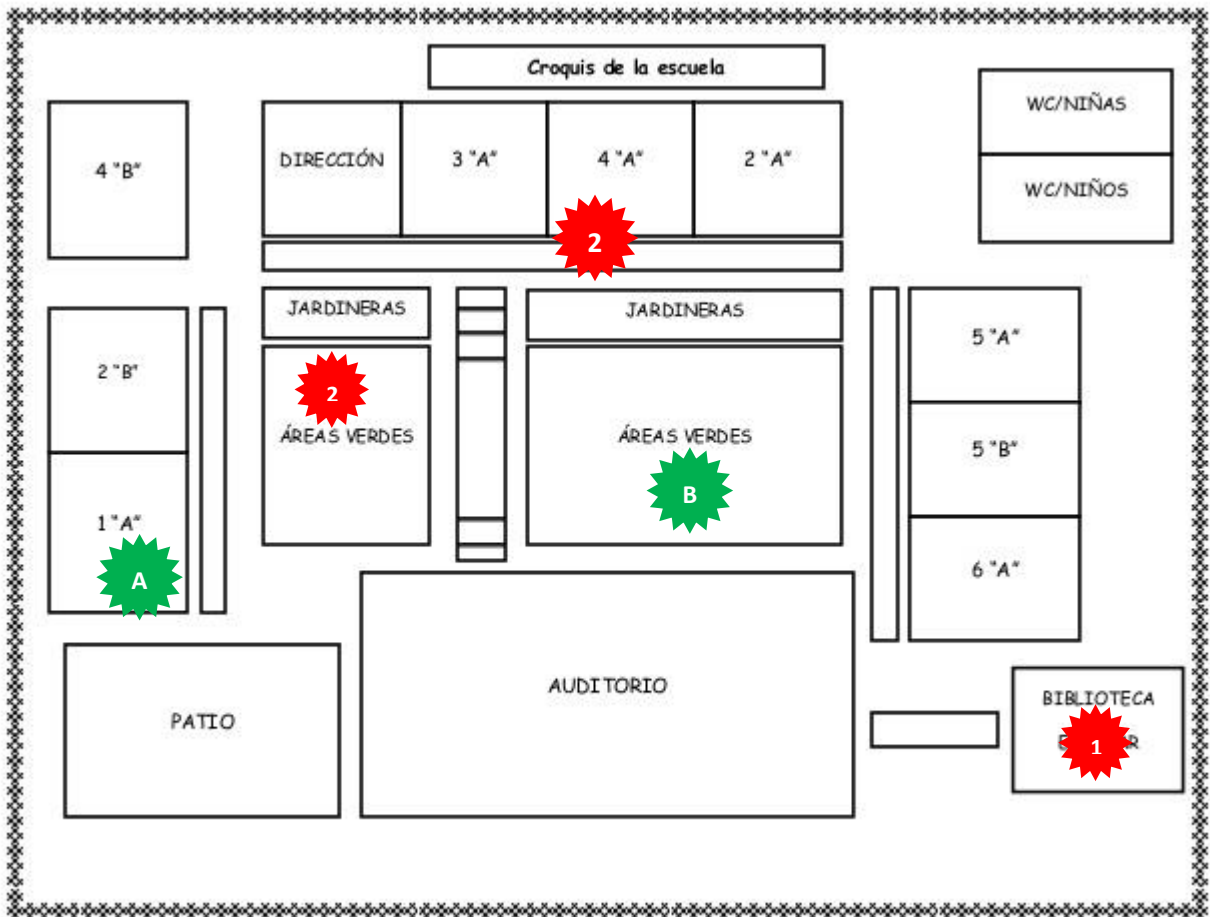 Croquis de la escuela
WC/NIÑAS
WC/NIÑOS
4 "B"
DIRECCIÓN
3 "A"
4 "A"
2 "A"
2
JARDINERAS
JARDINERAS
2 "B"
2
ÁREAS VERDES
ÁREAS VERDES
B
5 "A"
5 "B"
6 "A"
1 "A"
A
PATIO
AUDITORIO
BIBLIOTECA
1